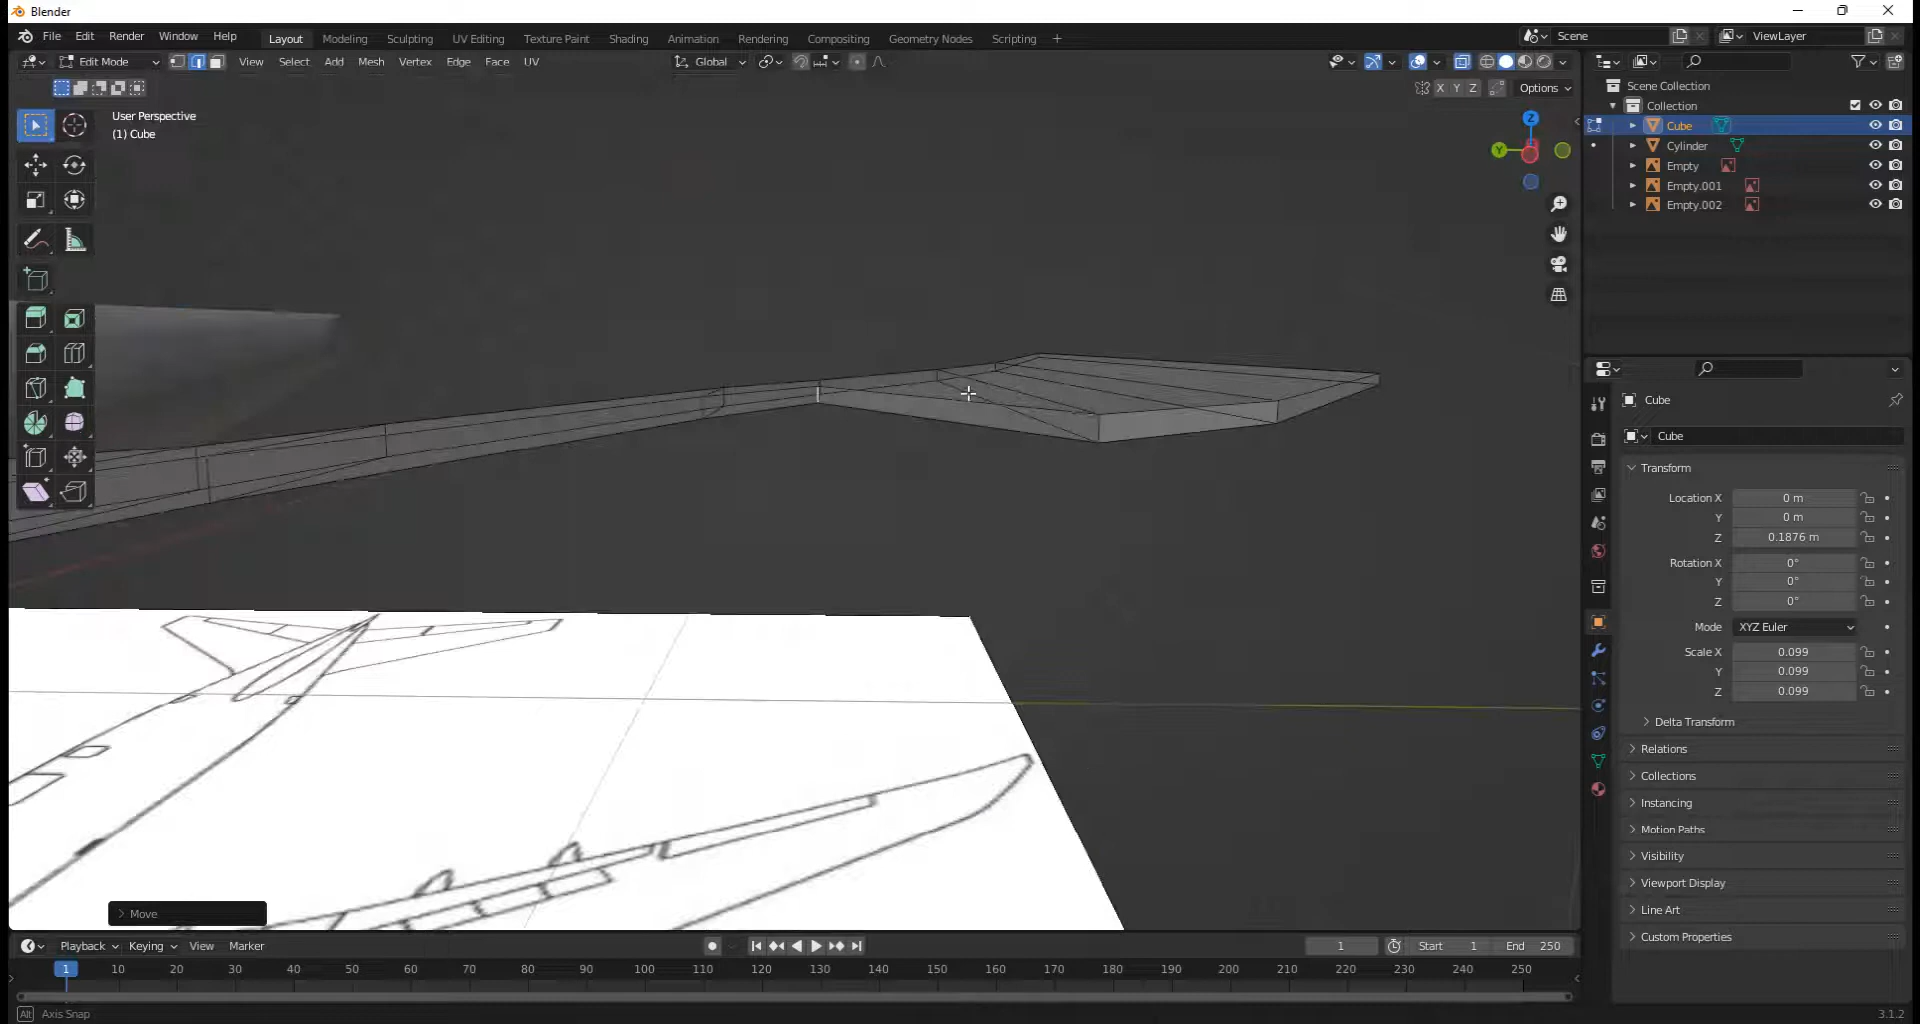 Blender
File Edit Render Window Help
Layout Modeling Sculpting UV Editing Texture Paint Shading Animation Rendering Compositing Geometry Nodes Scripting +
Scene
ViewLayer
Edit Mode View Select Add Mesh Vertex Edge Face UV
Global
X Y Z Options
User Perspective
(1) Cube
Z
Y
Scene Collection
Collection
Cube
Cylinder
Empty
Empty.001
Empty.002
Cube
Cube
Transform
Location X 0 m
Y 0 m
Z 0.1876 m
Rotation X 0°
Y 0°
Z 0°
Mode XYZ Euler
Scale X 0.099
Y 0.099
Z 0.099
Delta Transform
Relations
Collections
Instancing
Motion Paths
Visibility
Viewport Display
Line Art
Custom Properties
Move
Playback Keying View Marker
1 Start 1 End 250
1 10 20 30 40 50 60 70 80 90 100 110 120 130 140 150 160 170 180 190 200 210 220 230 240 250
Alt Axis Snap
3.1.2